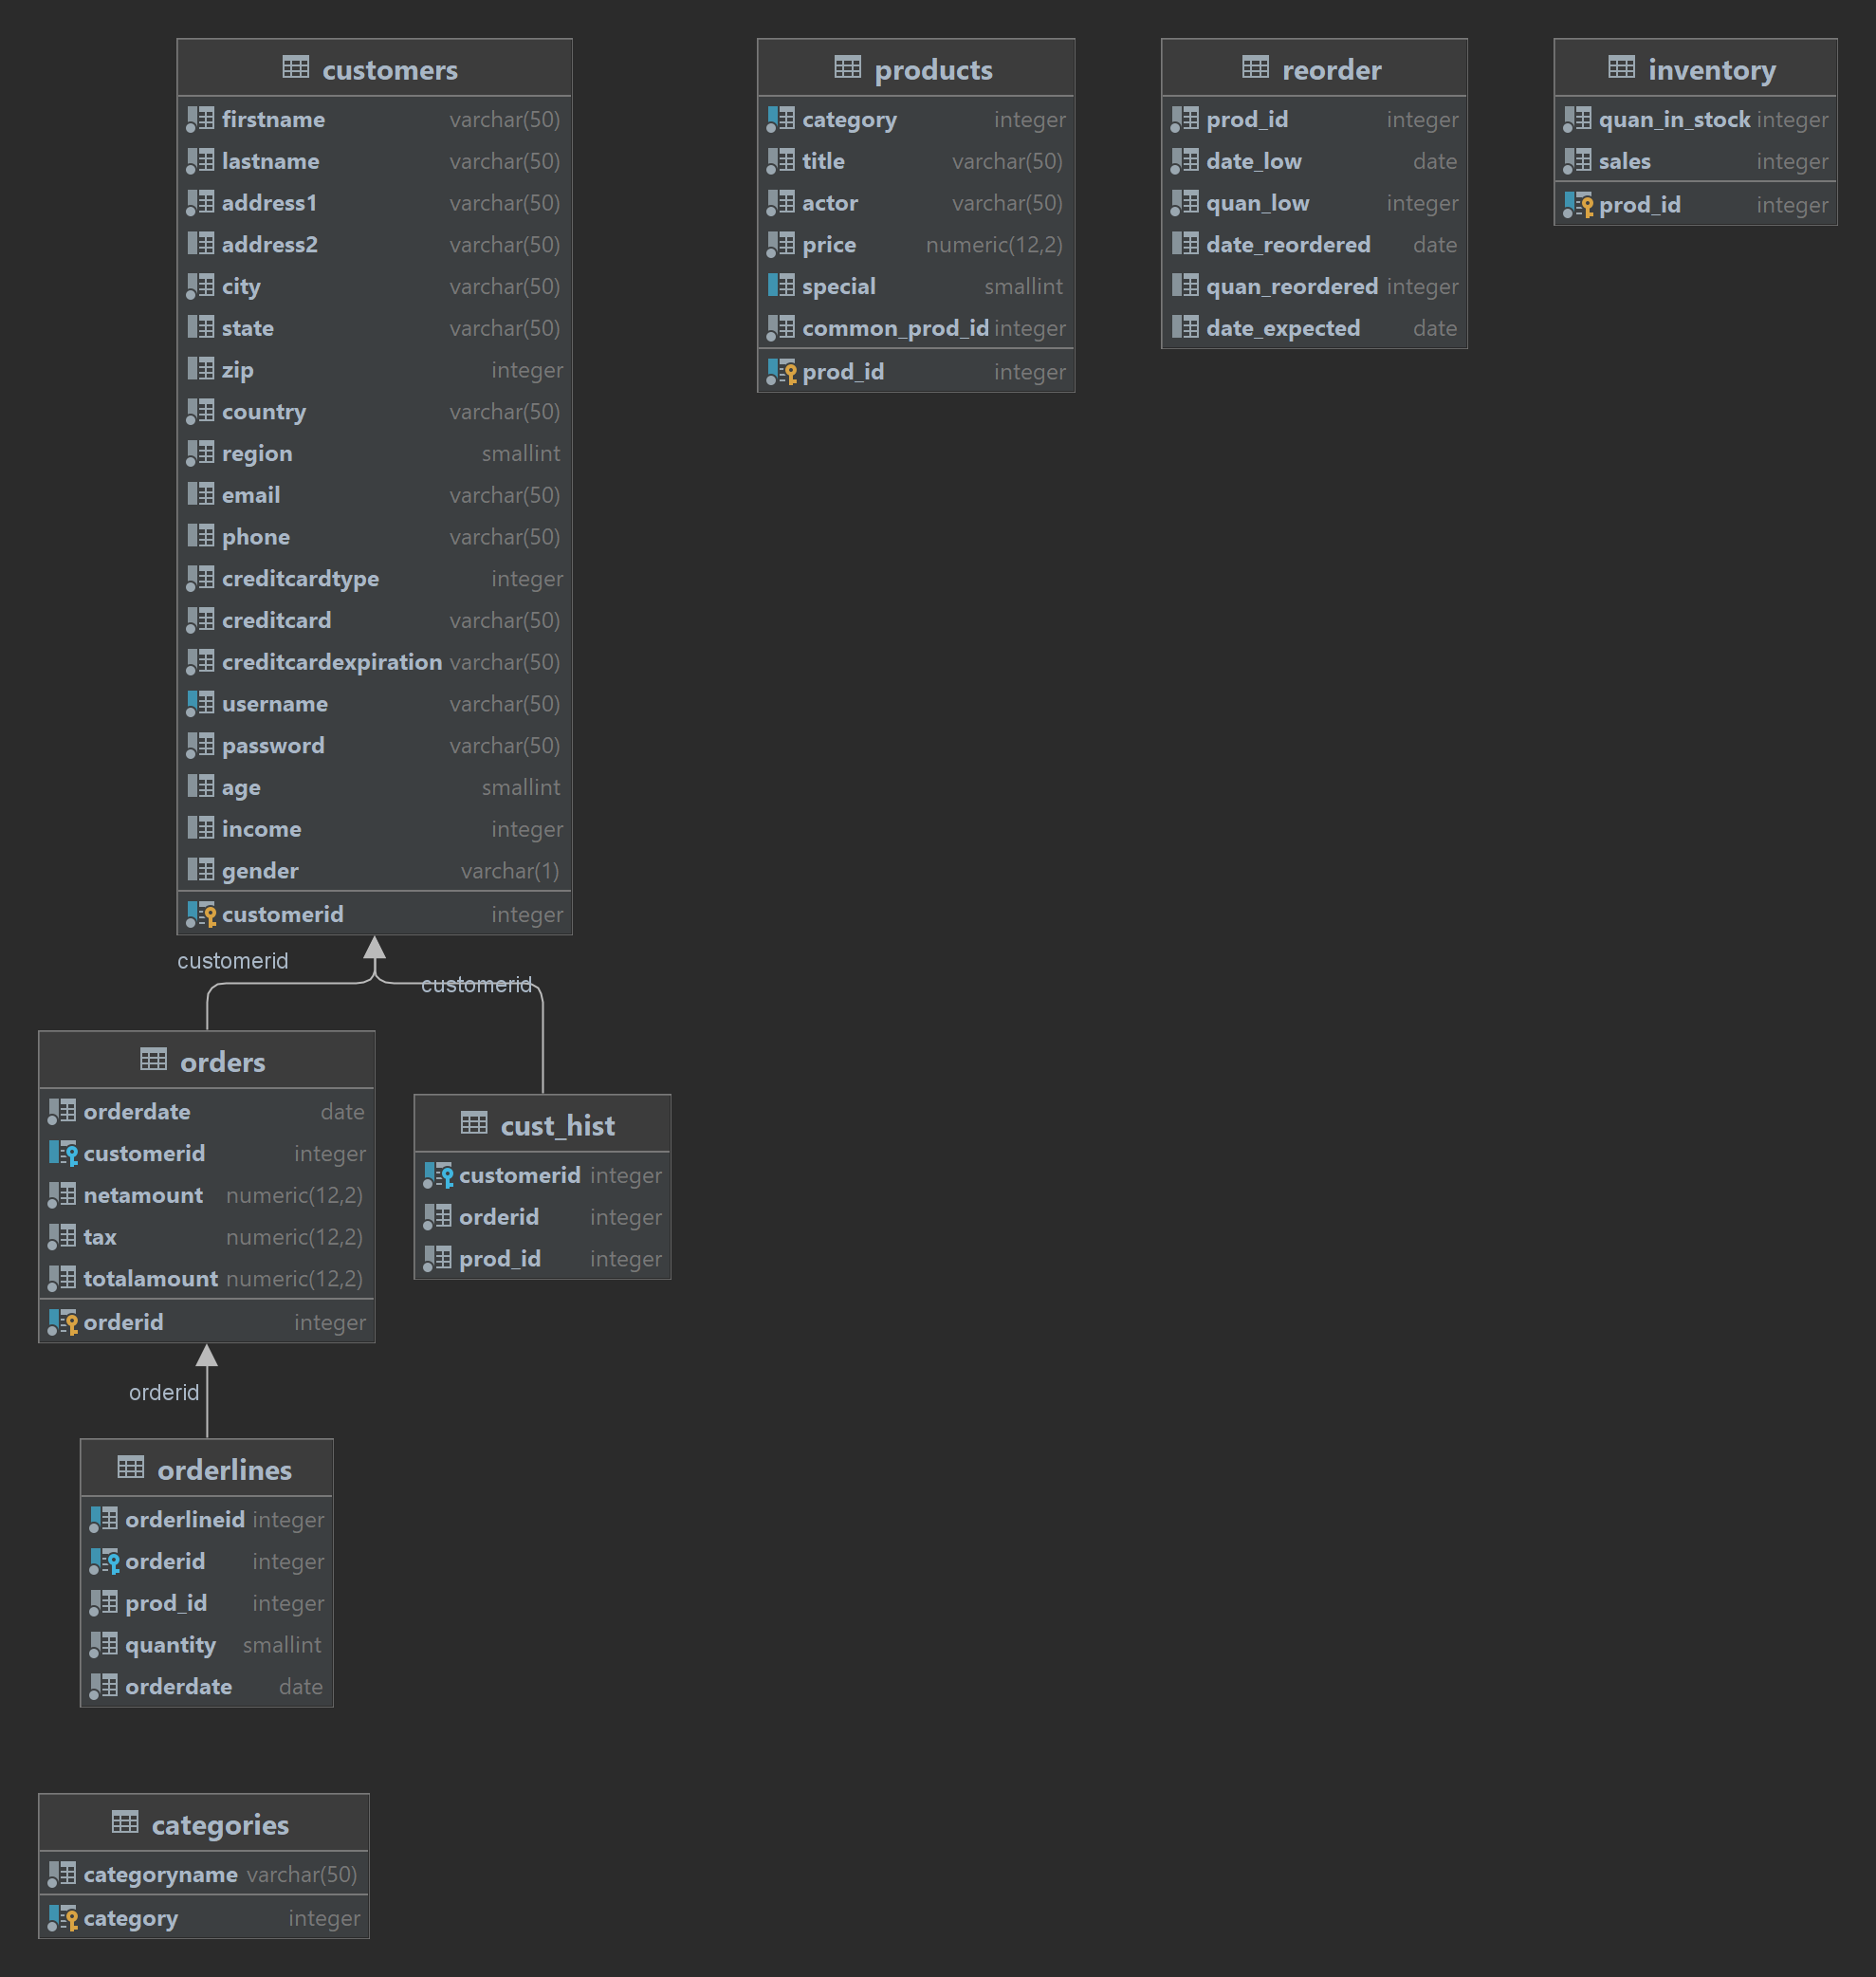 customers
firstname varchar(50)
lastname varchar(50)
address1 varchar(50)
address2 varchar(50)
city varchar(50)
state varchar(50)
zip integer
country varchar(50)
region smallint
email varchar(50)
phone varchar(50)
creditcardtype integer
creditcard varchar(50)
creditcardexpiration varchar(50)
username varchar(50)
password varchar(50)
age smallint
income integer
gender varchar(1)
customerid integer
products
category integer
title varchar(50)
actor varchar(50)
price numeric(12,2)
special smallint
common_prod_id integer
prod_id integer
reorder
prod_id integer
date_low date
quan_low integer
date_reordered date
quan_reordered integer
date_expected date
inventory
quan_in_stock integer
sales integer
prod_id integer
customerid
customerid
orders
orderdate date
customerid integer
netamount numeric(12,2)
tax numeric(12,2)
totalamount numeric(12,2)
orderid integer
cust_hist
customerid integer
orderid integer
prod_id integer
orderid
orderlines
orderlineid integer
orderid integer
prod_id integer
quantity smallint
orderdate date
categories
categoryname varchar(50)
category integer